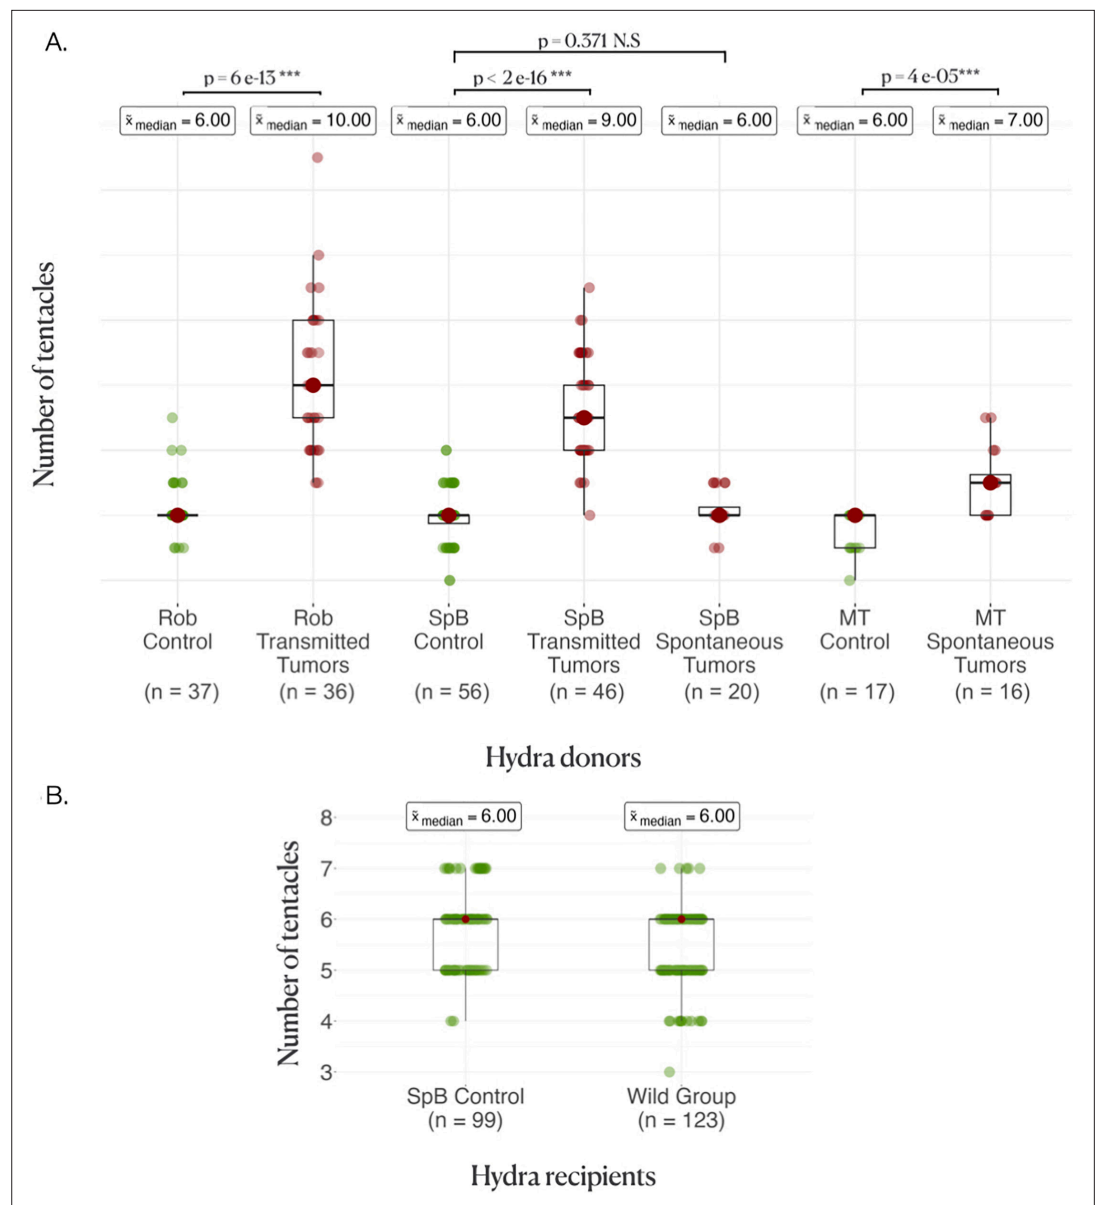 A.
p = 0.371 N.S
p = 6 e-13 ***
p < 2 e-16 ***
p = 4 e-05***
x̃ median = 6.00
x̃ median = 10.00
x̃ median = 6.00
x̃ median = 9.00
x̃ median = 6.00
x̃ median = 6.00
x̃ median = 7.00
Number of tentacles
Rob
Control
(n = 37)
Rob
Transmitted
Tumors
(n = 36)
SpB
Control
(n = 56)
SpB
Transmitted
Tumors
(n = 46)
SpB
Spontaneous
Tumors
(n = 20)
MT
Control
(n = 17)
MT
Spontaneous
Tumors
(n = 16)
Hydra donors
B.
x̃ median = 6.00
x̃ median = 6.00
Number of tentacles
8
7
6
5
4
3
SpB Control
(n = 99)
Wild Group
(n = 123)
Hydra recipients